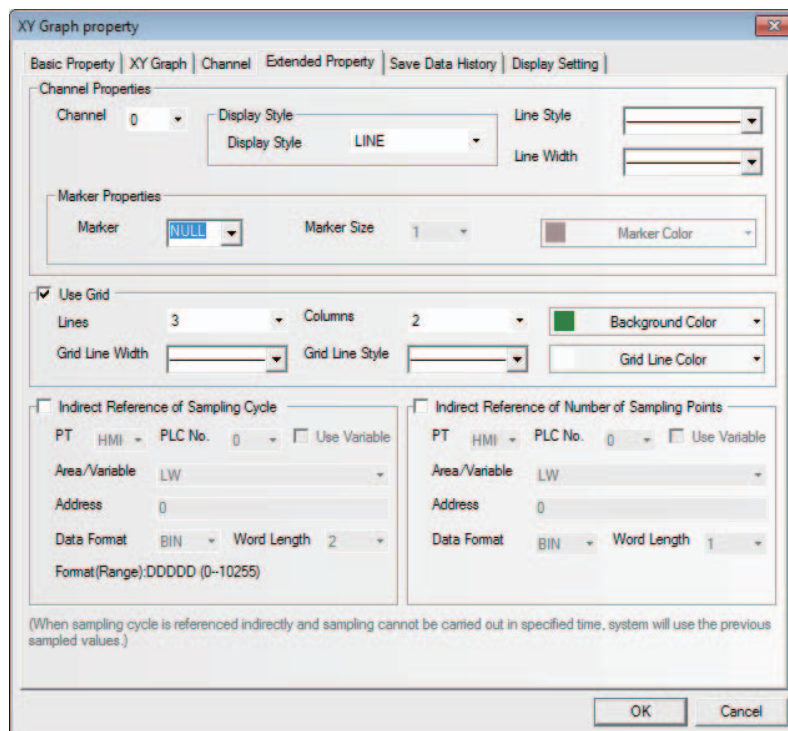 XY Graph property
Basic Property XY Graph Channel Extended Property Save Data History Display Setting
Channel Properties
Channel 0 Display Style Line Style
Display Style LINE
Line Width
Marker Properties
Marker NULL Marker Size 1 Marker Color
Use Grid
Lines 3 Columns 2 Background Color
Grid Line Width Grid Line Style Grid Line Color
Indirect Reference of Sampling Cycle Indirect Reference of Number of Sampling Points
PT HMI PLC No. 0 Use Variable PT HMI PLC No. 0 Use Variable
Area/Variable LW Area/Variable LW
Address 0 Address 0
Data Format BIN Word Length 2 Data Format BIN Word Length 1
Format(Range):DDDDD (0--10255)
(When sampling cycle is referenced indirectly and sampling cannot be carried out in specified time, system will use the previous
sampled values.)
OK Cancel